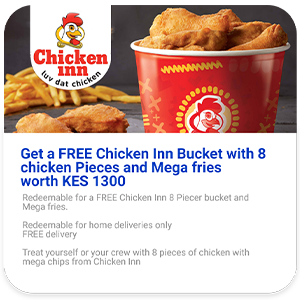 Chicken
inn
luv dat chicken
Get a FREE Chicken Inn Bucket with 8
chicken Pieces and Mega fries
worth KES 1300
Redeemable for a FREE Chicken Inn 8 Piecer bucket and
Mega fries.
Redeemable for home deliveries only
FREE delivery
Treat yourself or your crew with 8 pieces of chicken with
mega chips from Chicken Inn